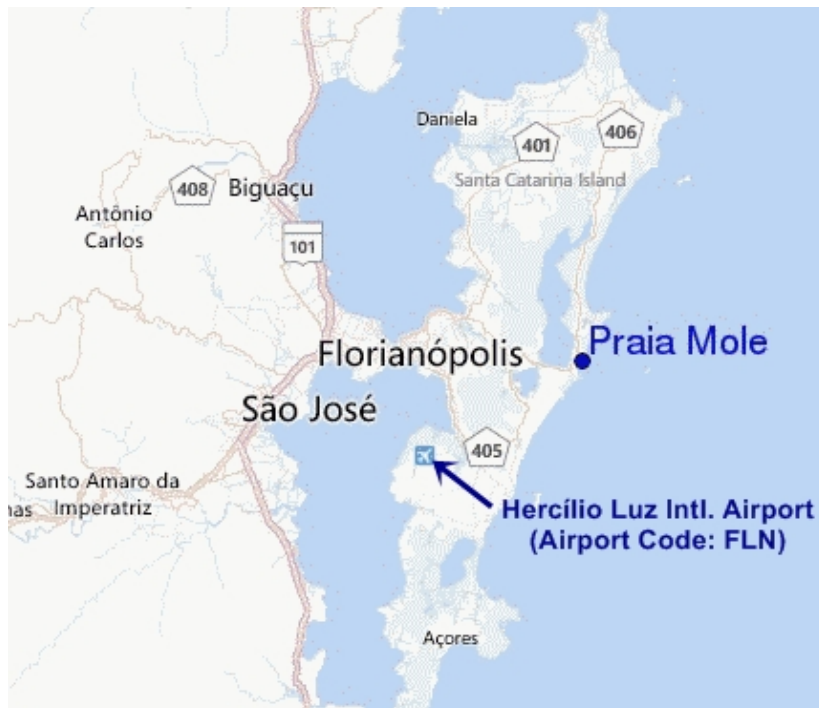 Daniela
401
406
Santa Catarina Island
408
Biguaçu
Antônio
Carlos
101
Praia Mole
Florianópolis
São José
405
Santo Amaro da
Imperatriz
nas
Hercílio Luz Intl. Airport
(Airport Code: FLN)
Açores